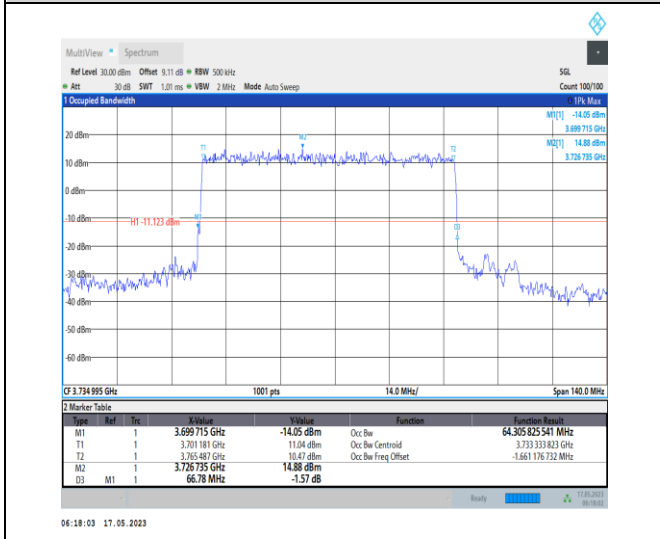 MultiView Spectrum
Ref Level 30.00 dBm Offset 9.11 dB RBW 500 kHz SGL
Att 30 dB SWT 1.01 ms VBW 2 MHz Mode Auto Sweep Count 100/100
1 Occupied Bandwidth 1Pk Max
M1[1] -14.05 dBm
3.699 715 GHz
M2[1] 14.88 dBm
3.726 735 GHz
20 dBm
T1 M2 T2
10 dBm
0 dBm
-10 dBm
H1 -11.123 dBm M1
D3
-20 dBm
-30 dBm
-40 dBm
-50 dBm
-60 dBm
CF 3.734 995 GHz 1001 pts 14.0 MHz/ Span 140.0 MHz
2 Marker Table
Type Ref Trc X-Value Y-Value Function Function Result
M1 1 3.699 715 GHz -14.05 dBm Occ Bw 64.305 825 541 MHz
T1 1 3.701 181 GHz 11.04 dBm Occ Bw Centroid 3.733 333 823 GHz
T2 1 3.765 487 GHz 10.47 dBm Occ Bw Freq Offset -1.661 176 732 MHz
M2 1 3.726 735 GHz 14.88 dBm
D3 M1 1 66.78 MHz -1.57 dB
Ready 17.05.2023
06:18:02
06:18:03 17.05.2023